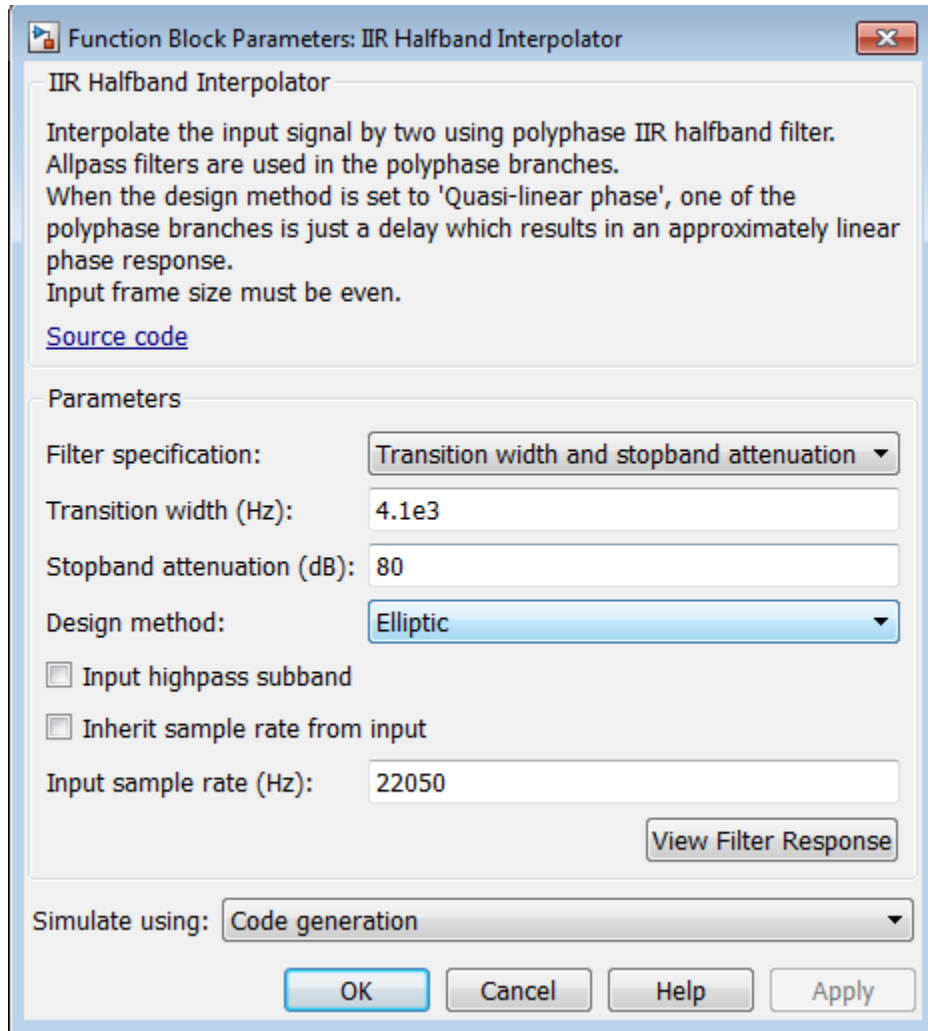 Function Block Parameters: IIR Halfband Interpolator
IIR Halfband Interpolator
Interpolate the input signal by two using polyphase IIR halfband filter.
Allpass filters are used in the polyphase branches.
When the design method is set to 'Quasi-linear phase', one of the
polyphase branches is just a delay which results in an approximately linear
phase response.
Input frame size must be even.
Source code
Parameters
Filter specification: Transition width and stopband attenuation
Transition width (Hz): 4.1e3
Stopband attenuation (dB): 80
Design method: Elliptic
Input highpass subband
Inherit sample rate from input
Input sample rate (Hz): 22050
View Filter Response
Simulate using: Code generation
OK Cancel Help Apply